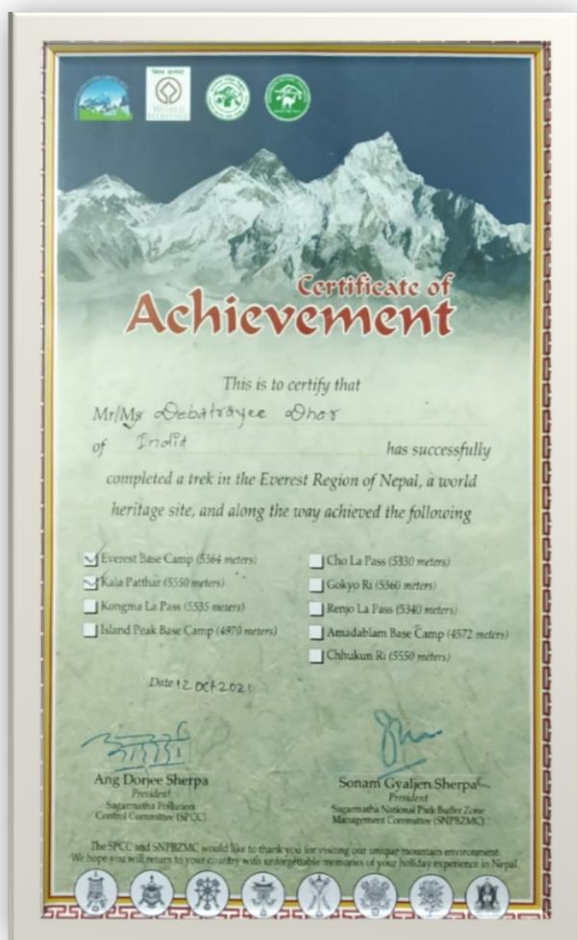 Certificate of
Achievement
This is to certify that
Mr/Ms Debatrayee Dhar
of India has successfully
completed a trek in the Everest Region of Nepal, a world
heritage site, and along the way achieved the following
Everest Base Camp (5364 meters)
Kala Patthar (5550 meters)
Kongma La Pass (5535 meters)
Island Peak Base Camp (4970 meters)
Cho La Pass (5330 meters)
Gokyo Ri (5360 meters)
Renjo La Pass (5340 meters)
Amadablam Base Camp (4572 meters)
Chhukun Ri (5550 meters)
Date 12 Oct 2021
Ang Dorjee Sherpa
President
Sagarmatha Pollution
Control Committee (SPCC)
Sonam Gyaljen Sherpa
President
Sagarmatha National Park Buffer Zone
Management Committee (SNPBZMC)
The SPCC and SNPBZMC would like to thank you for visiting our unique mountain environment.
We hope you will return to your country with unforgettable memories of your holiday experience in Nepal